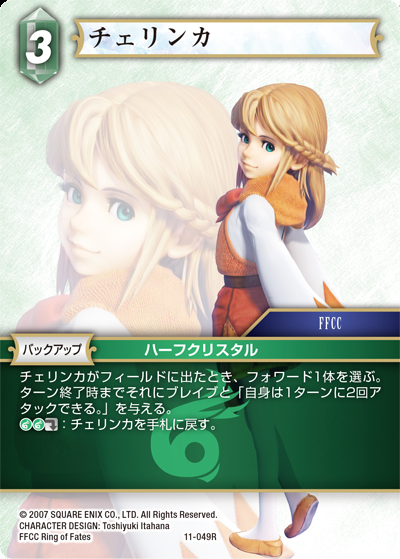 3
チェリンカ
FFCC
バックアップ
ハーフクリスタル
チェリンカがフィールドに出たとき、フォワード1体を選ぶ。
ターン終了時までそれにブレイブと「自身は1ターンに2回ア
タックできる。」を与える。
：チェリンカを手札に戻す。
© 2007 SQUARE ENIX CO., LTD. All Rights Reserved.
CHARACTER DESIGN: Toshiyuki Itahana
FFCC Ring of Fates
11-049R